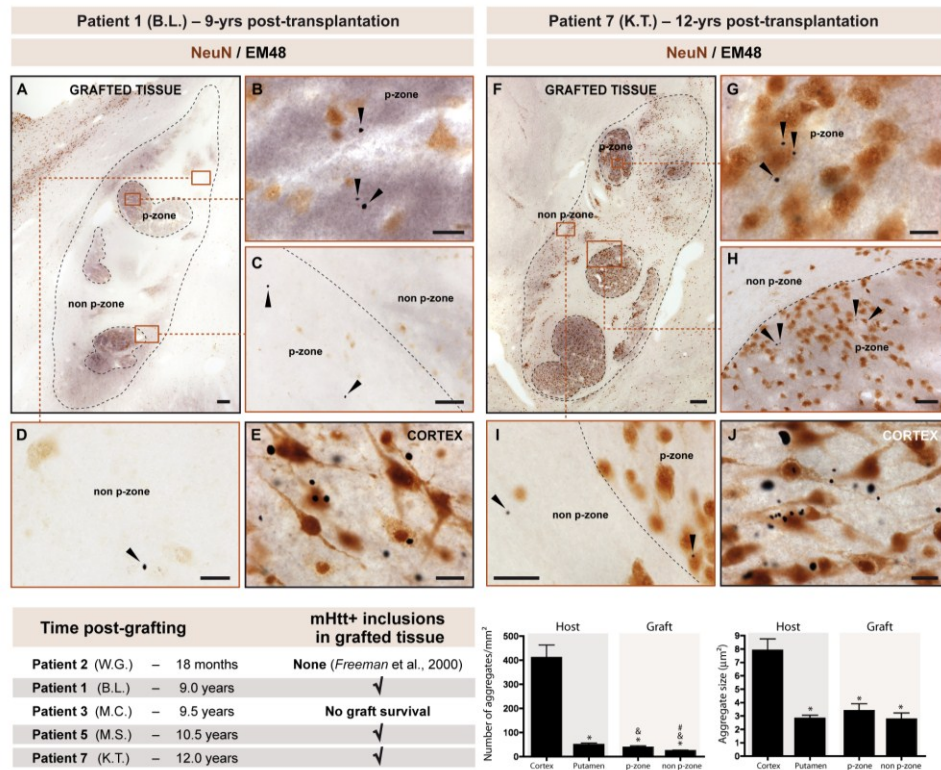 Patient 1 (B.L.) – 9-yrs post-transplantation
NeuN / EM48
A
GRAFTED TISSUE
p-zone
non p-zone
B
p-zone
C
non p-zone
p-zone
D
non p-zone
E
CORTEX
Patient 7 (K.T.) – 12-yrs post-transplantation
NeuN / EM48
F
GRAFTED TISSUE
p-zone
non p-zone
G
p-zone
H
non p-zone
p-zone
I
p-zone
non p-zone
J
CORTEX
Time post-grafting
mHtt+ inclusions
in grafted tissue
Patient 2 (W.G.) – 18 months None (Freeman et al., 2000)
Patient 1 (B.L.) – 9.0 years √
Patient 3 (M.C.) – 9.5 years No graft survival
Patient 5 (M.S.) – 10.5 years √
Patient 7 (K.T.) – 12.0 years √
Host Graft
Number of aggregates/mm²
500
400
300
200
100
0
*
&
*
#
&
*
Cortex Putamen p-zone non p-zone
Host Graft
Aggregate size (µm²)
9
8
7
6
5
4
3
2
1
0
* * *
Cortex Putamen p-zone non p-zone